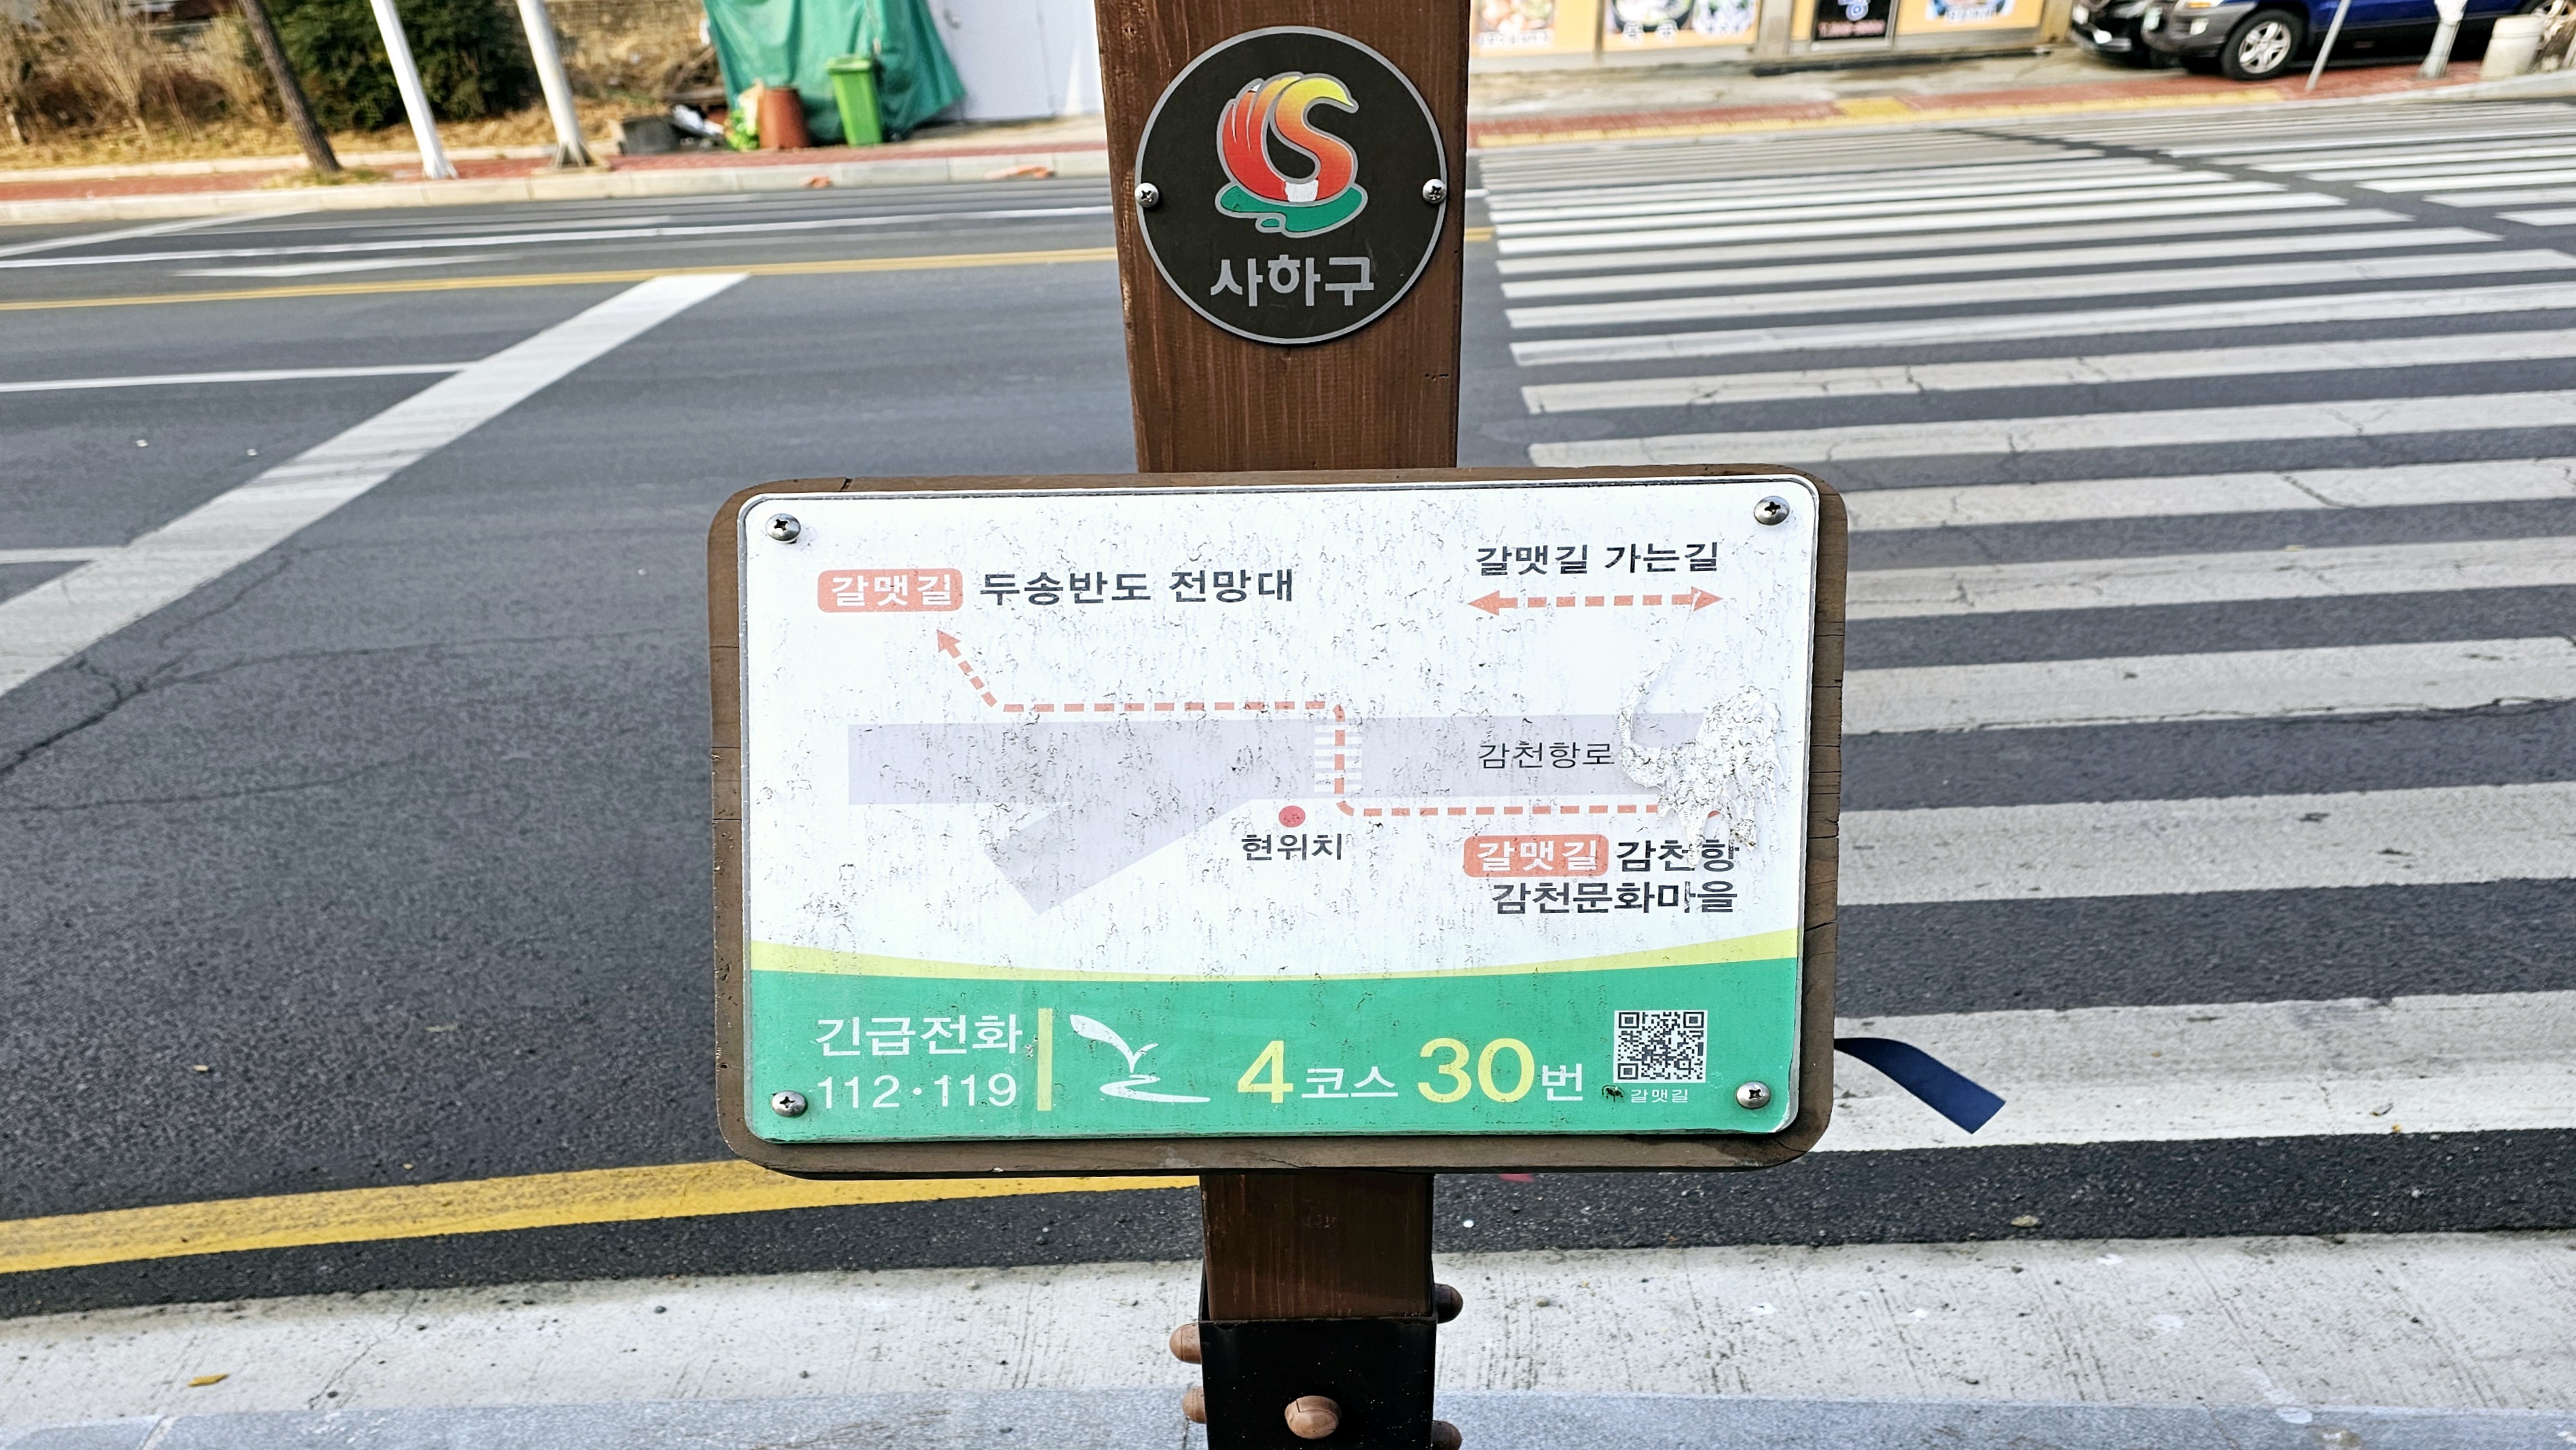 사하구
갈맷길 두송반도 전망대
갈맷길 가는길
감천항로
현위치
갈맷길 감천항
감천문화마을
긴급전화
112·119
4코스 30번
갈맷길